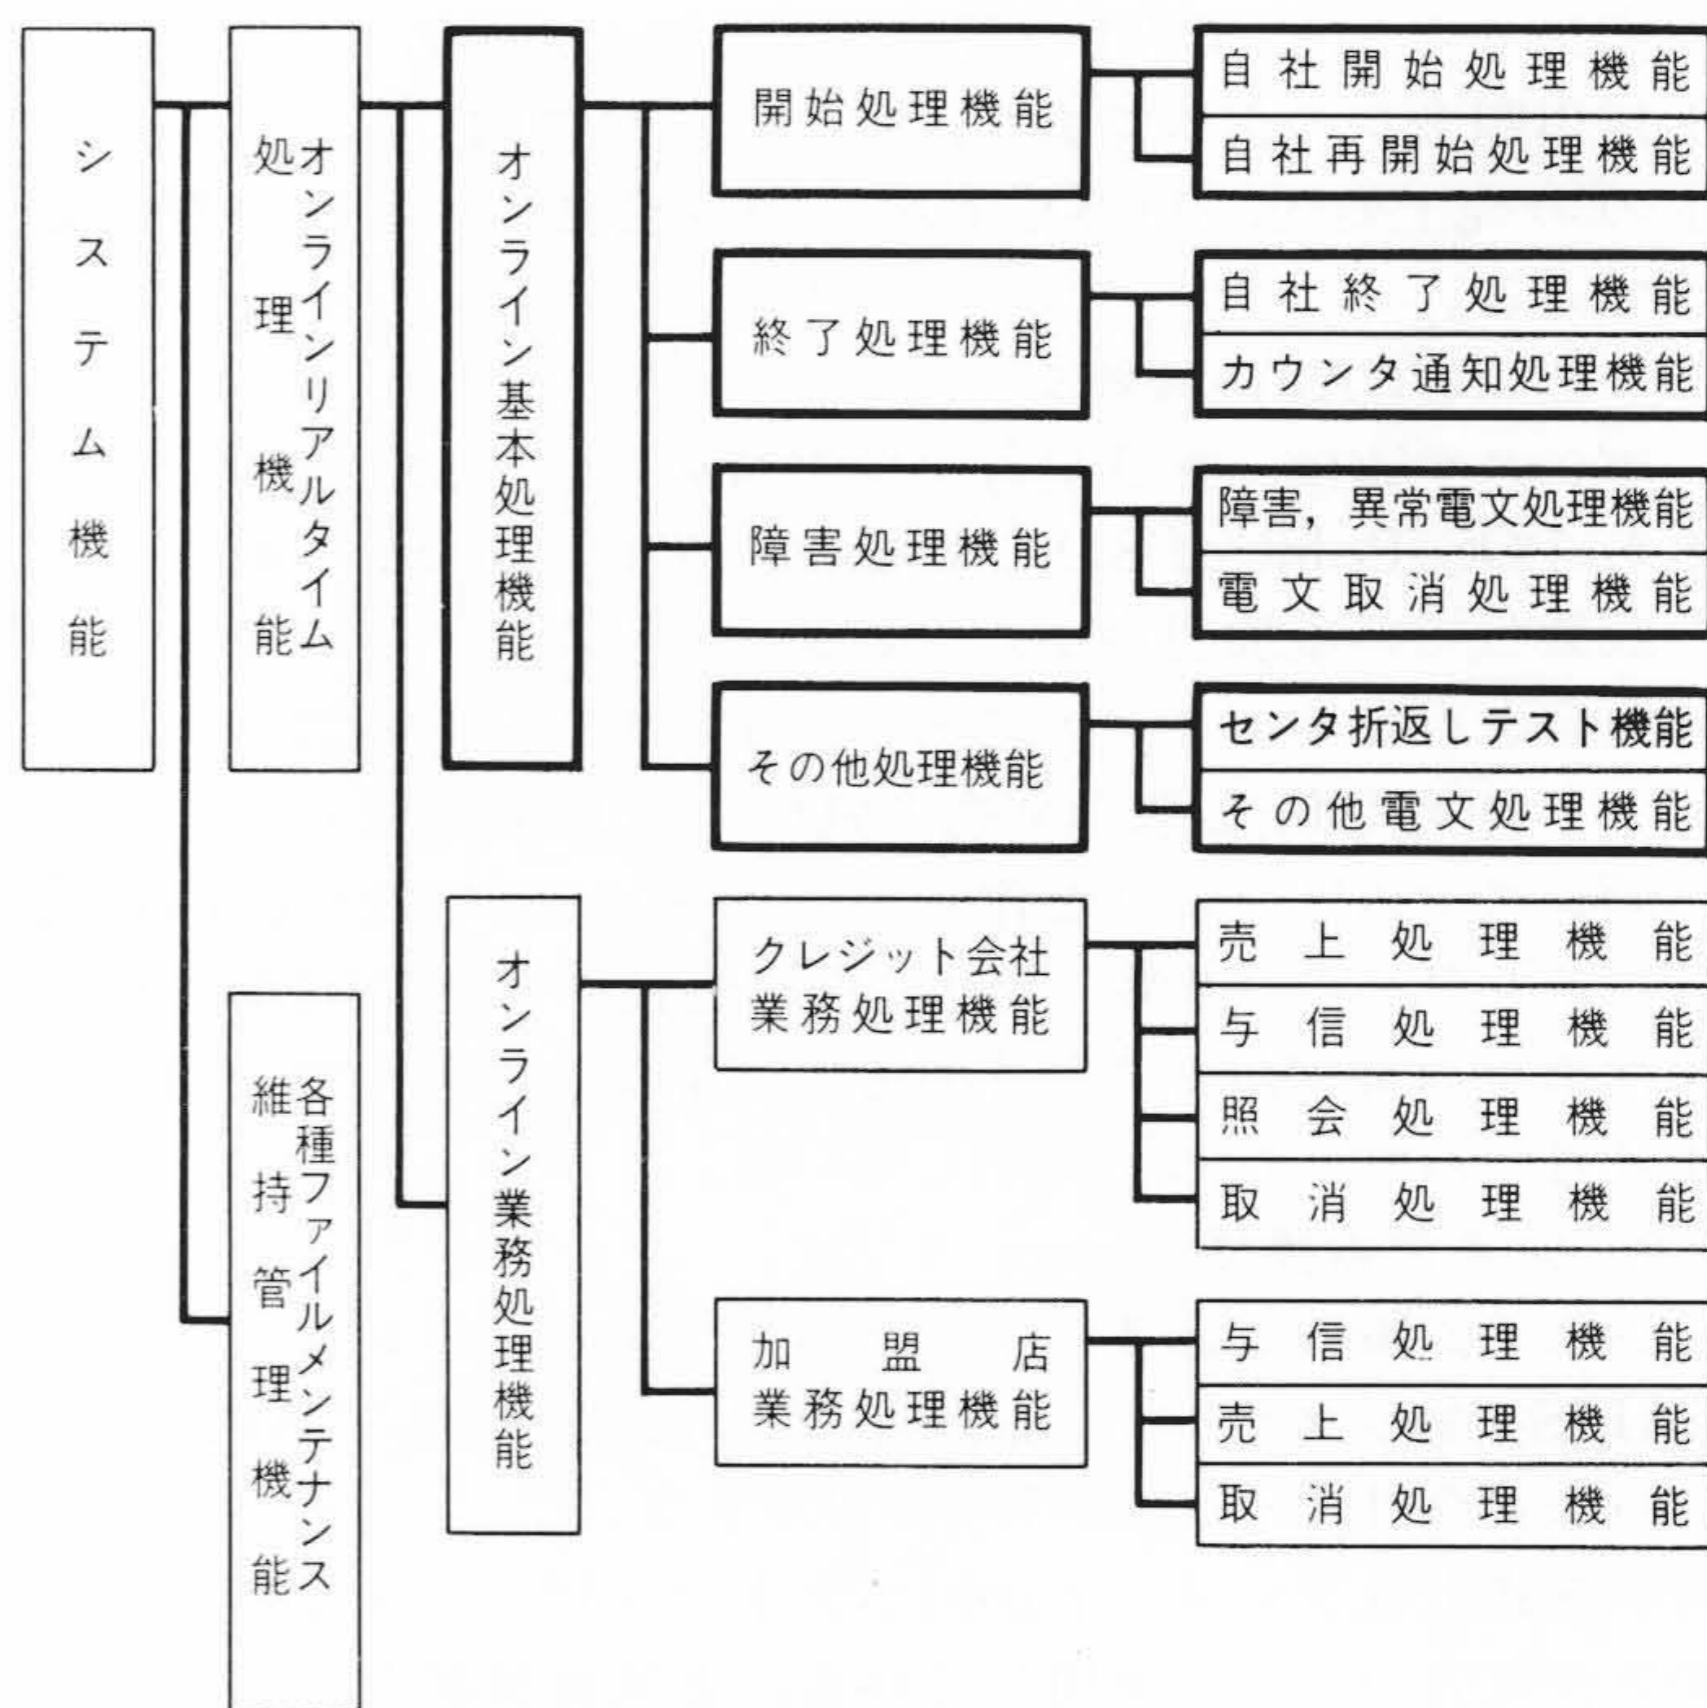 システム機能
オンラインリアルタイム
処理機能
オンライン基本処理機能
開始処理機能
自社開始処理機能
自社再開始処理機能
終了処理機能
自社終了処理機能
カウンタ通知処理機能
障害処理機能
障害，異常電文処理機能
電文取消処理機能
その他処理機能
センタ折返しテスト機能
その他電文処理機能
オンライン業務処理機能
クレジット会社
業務処理機能
売上処理機能
与信処理機能
照会処理機能
取消処理機能
加盟店
業務処理機能
与信処理機能
売上処理機能
取消処理機能
各種ファイルメンテナンス
維持管理機能